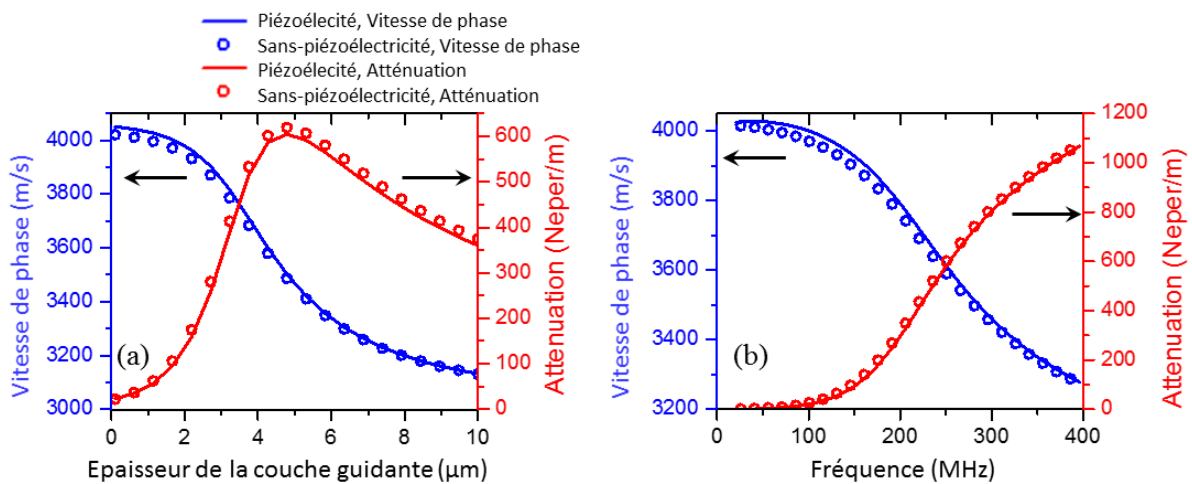 Piézoélecité, Vitesse de phase
Sans-piézoélectricité, Vitesse de phase
Piézoélecité, Atténuation
Sans-piézoélectricité, Atténuation
Vitesse de phase (m/s)
4000
3800
3600
3400
3200
3000
(a)
600
500
400
300
200
100
0
Attenuation (Neper/m)
0 2 4 6 8 10
Epaisseur de la couche guidante (µm)
Vitesse de phase (m/s)
4000
3800
3600
3400
3200
(b)
1200
1000
800
600
400
200
0
Attenuation (Neper/m)
0 100 200 300 400
Fréquence (MHz)